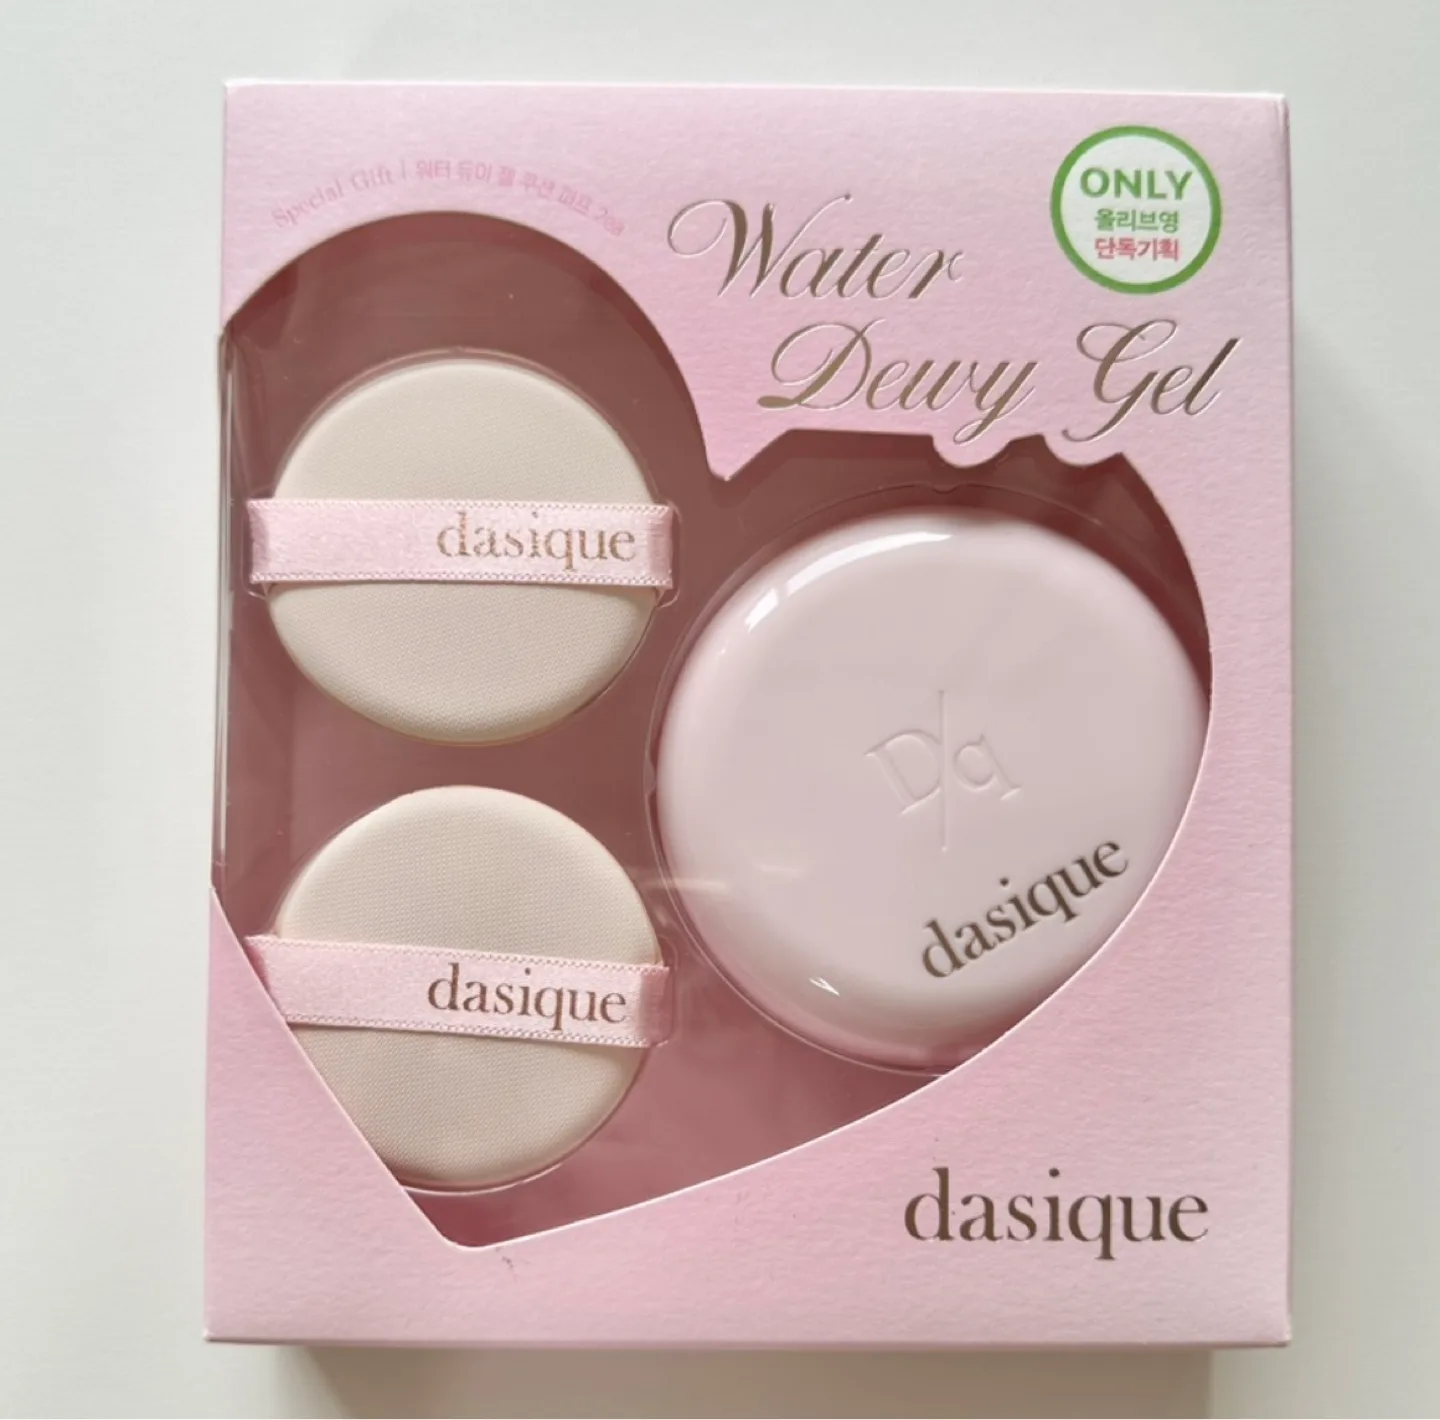 Special Gift | 워터 듀이 젤 쿠션 퍼프 2매
Water
Dewy Gel
ONLY
올리브영
단독기획
dasique
dasique
D/q
dasique
dasique